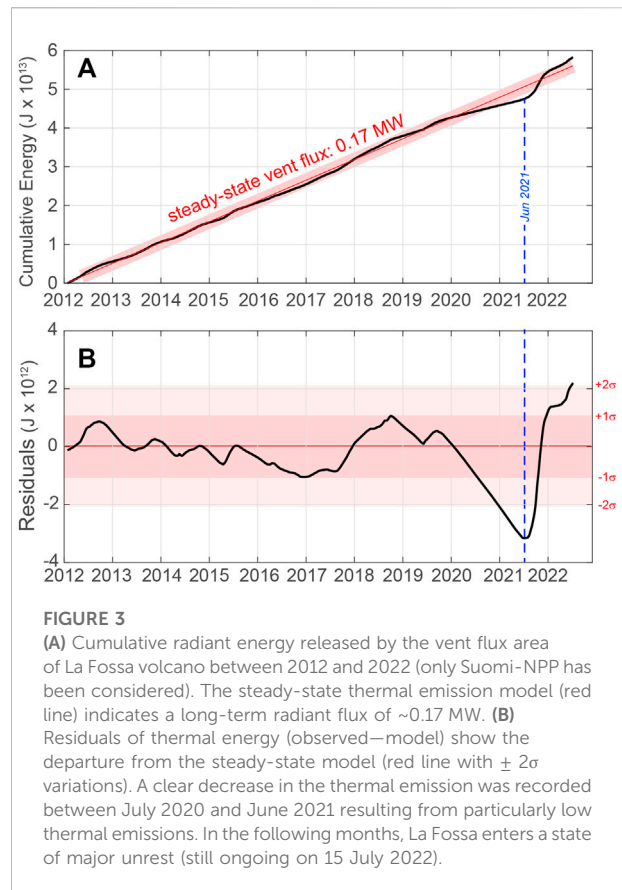 A
Cumulative Energy (J x 10¹³)
6
5
4
3
2
1
0
steady-state vent flux: 0.17 MW
Jun 2021
2012 2013 2014 2015 2016 2017 2018 2019 2020 2021 2022
B
Residuals (J x 10¹²)
4
2
0
-2
-4
+2σ
+1σ
-1σ
-2σ
2012 2013 2014 2015 2016 2017 2018 2019 2020 2021 2022
FIGURE 3
(A) Cumulative radiant energy released by the vent flux area
of La Fossa volcano between 2012 and 2022 (only Suomi-NPP has
been considered). The steady-state thermal emission model (red
line) indicates a long-term radiant flux of ~0.17 MW. (B)
Residuals of thermal energy (observed—model) show the
departure from the steady-state model (red line with ± 2σ
variations). A clear decrease in the thermal emission was recorded
between July 2020 and June 2021 resulting from particularly low
thermal emissions. In the following months, La Fossa enters a state
of major unrest (still ongoing on 15 July 2022).